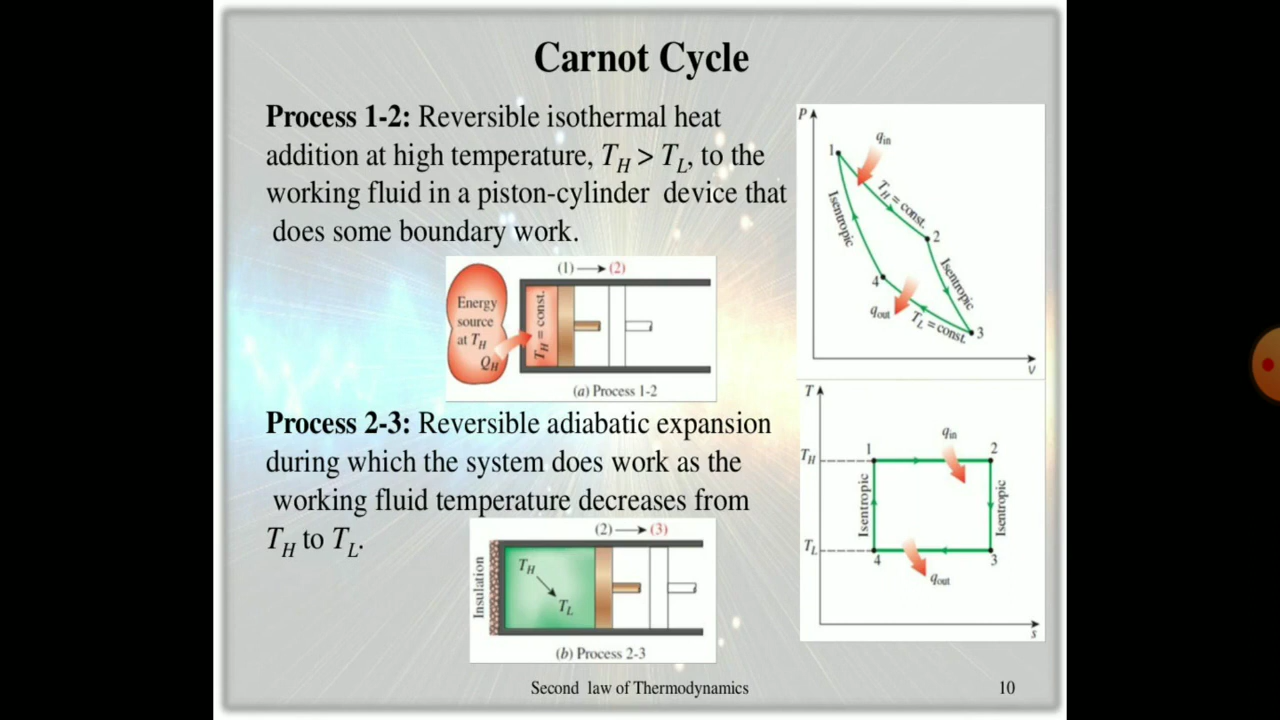 Carnot Cycle
Process 1-2: Reversible isothermal heat
addition at high temperature, T_H > T_L, to the
working fluid in a piston-cylinder device that
does some boundary work.
(1) → (2)
Energy
source
at T_H
Q_H
T_H = const.
(a) Process 1-2
Process 2-3: Reversible adiabatic expansion
during which the system does work as the
working fluid temperature decreases from
T_H to T_L.
(2) → (3)
Insulation
T_H
T_L
(b) Process 2-3
P
q_in
1
T_H = const.
2
Isentropic
Isentropic
4
q_out
T_L = const.
3
v
T
q_in
1
2
T_H
Isentropic
Isentropic
T_L
4
3
q_out
s
Second law of Thermodynamics
10